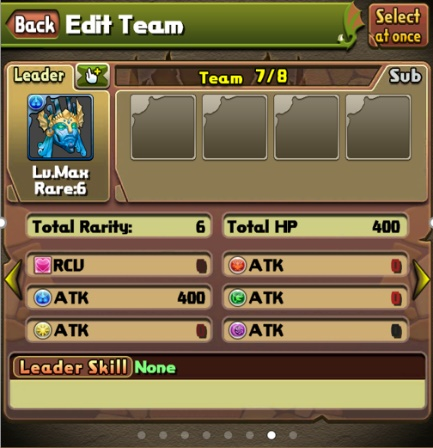 Back Edit Team Select at once
Leader Team 7/8 Sub
Lv.Max
Rare:6
Total Rarity: 6 Total HP 400
RCV 0 ATK 0
ATK 400 ATK 0
ATK 0 ATK 0
Leader Skill None